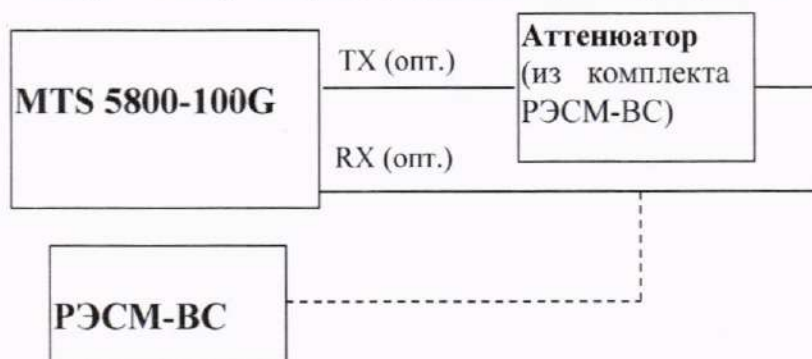 MTS 5800-100G
TX (опт.)
RX (опт.)
Аттенюатор
(из комплекта
РЭСМ-ВС)
РЭСМ-ВС